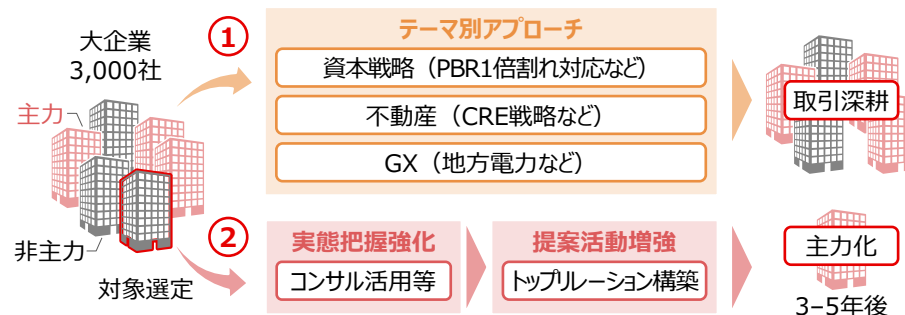 大企業
3,000社
主力
非主力
対象選定
①
テーマ別アプローチ
資本戦略（PBR1倍割れ対応など）
不動産（CRE戦略など）
GX（地方電力など）
取引深耕
②
実態把握強化
コンサル活用等
提案活動増強
トップリレーション構築
主力化
3–5年後